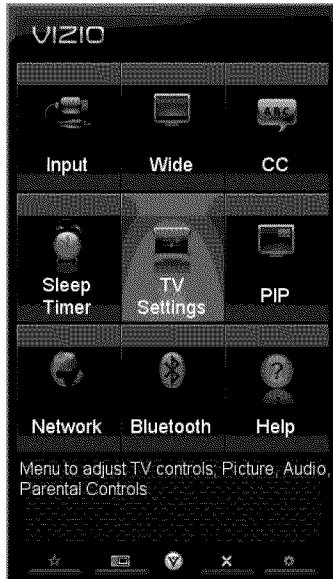 VIZIO
Input Wide CC
ABC
Sleep Timer TV Settings PIP
Network Bluetooth Help
?
Menu to adjust TV controls; Picture, Audio,
Parental Controls
V